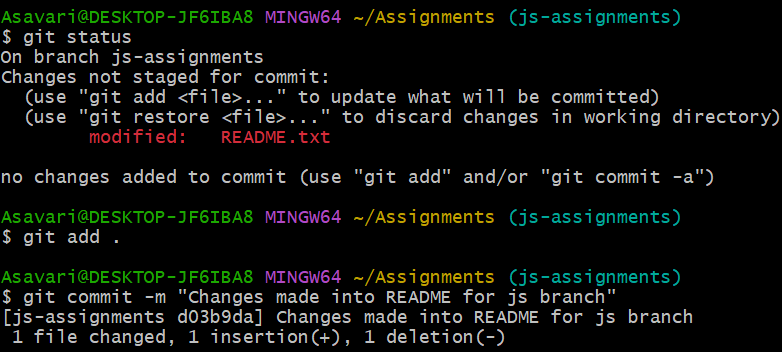 Asavari@DESKTOP-JF6IBA8 MINGW64 ~/Assignments (js-assignments)
$ git status
On branch js-assignments
Changes not staged for commit:
  (use "git add <file>..." to update what will be committed)
  (use "git restore <file>..." to discard changes in working directory)
        modified:   README.txt

no changes added to commit (use "git add" and/or "git commit -a")

Asavari@DESKTOP-JF6IBA8 MINGW64 ~/Assignments (js-assignments)
$ git add .

Asavari@DESKTOP-JF6IBA8 MINGW64 ~/Assignments (js-assignments)
$ git commit -m "Changes made into README for js branch"
[js-assignments d03b9da] Changes made into README for js branch
 1 file changed, 1 insertion(+), 1 deletion(-)